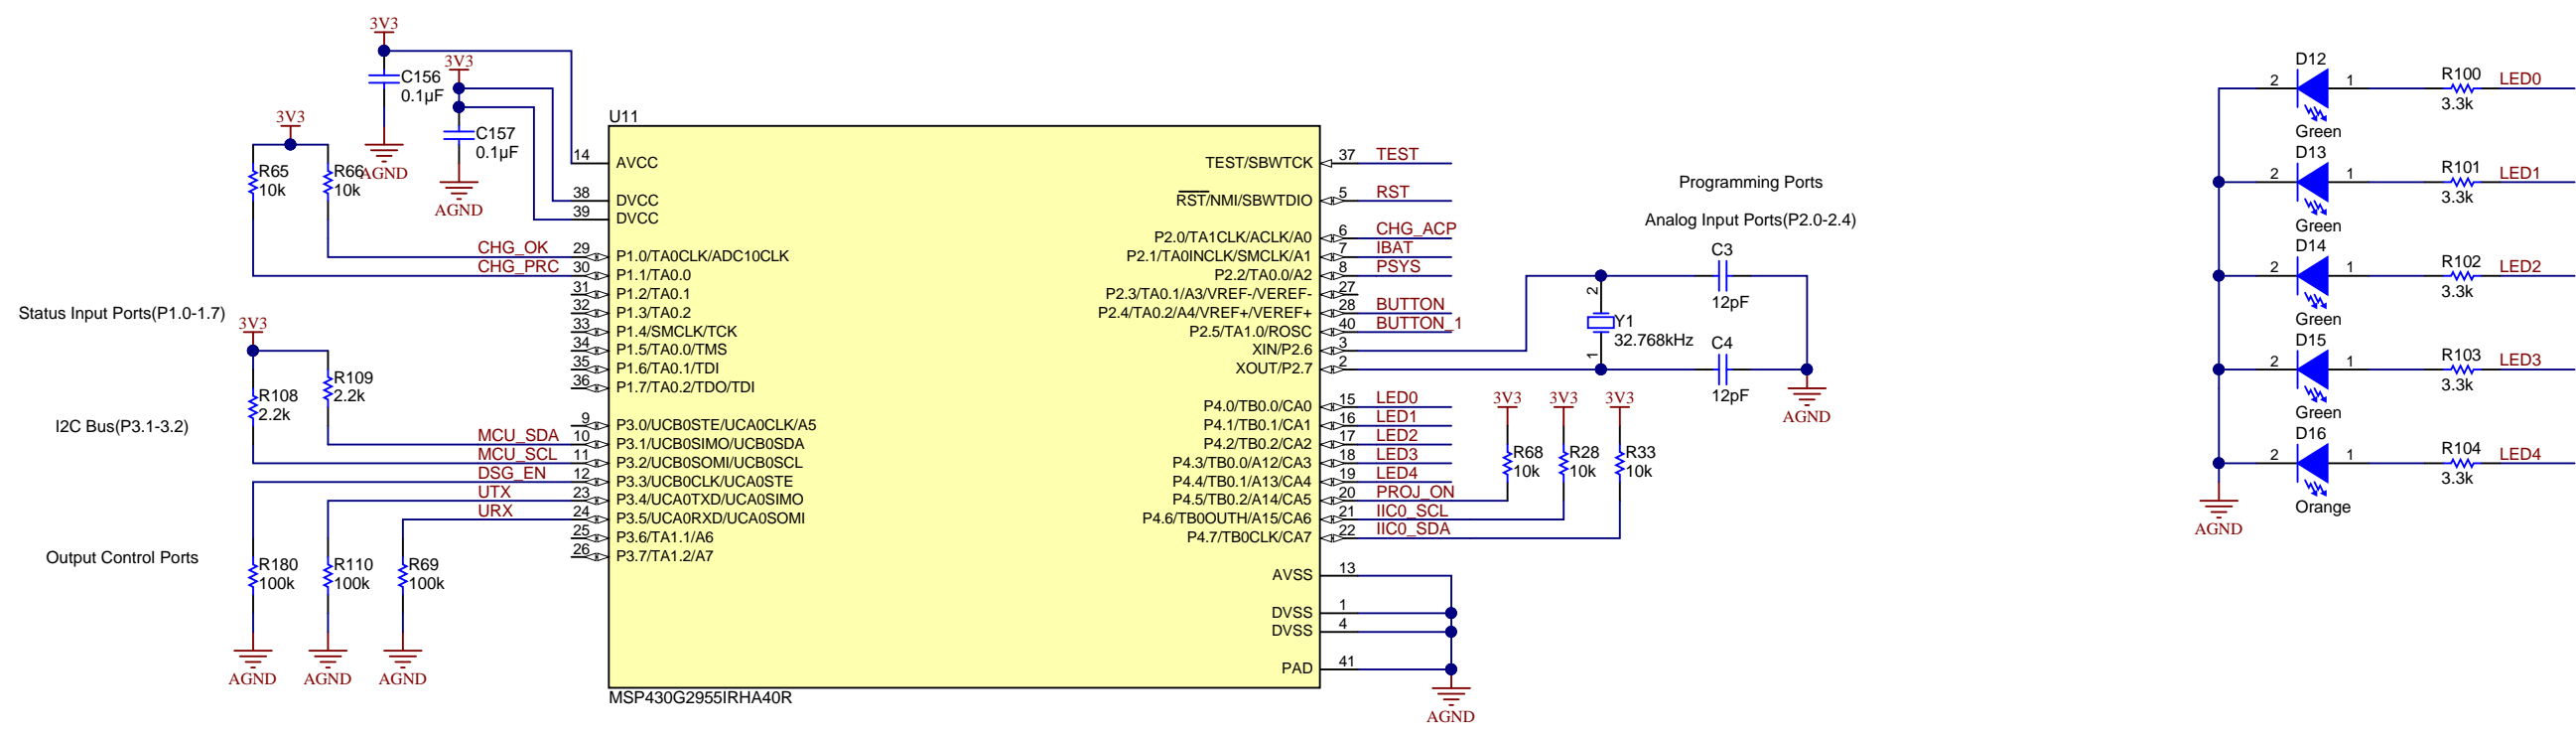 3V3
C156
0.1µF
AGND
3V3
C157
0.1µF
AGND
3V3
R65
10k
R66
10k
CHG_OK
CHG_PRC
Status Input Ports(P1.0-1.7)
3V3
R108
2.2k
R109
2.2k
I2C Bus(P3.1-3.2)
MCU_SDA
MCU_SCL
DSG_EN
UTX
URX
Output Control Ports
R180
100k
R110
100k
R69
100k
AGND
AGND
AGND
U11
14 AVCC
38 DVCC
39 DVCC
29 P1.0/TA0CLK/ADC10CLK
30 P1.1/TA0.0
31 P1.2/TA0.1
32 P1.3/TA0.2
33 P1.4/SMCLK/TCK
34 P1.5/TA0.0/TMS
35 P1.6/TA0.1/TDI
36 P1.7/TA0.2/TDO/TDI
9 P3.0/UCB0STE/UCA0CLK/A5
10 P3.1/UCB0SIMO/UCB0SDA
11 P3.2/UCB0SOMI/UCB0SCL
12 P3.3/UCB0CLK/UCA0STE
23 P3.4/UCA0TXD/UCA0SIMO
24 P3.5/UCA0RXD/UCA0SOMI
25 P3.6/TA1.1/A6
26 P3.7/TA1.2/A7
TEST/SBWTCK 37 TEST
RST/NMI/SBWTDIO 5 RST
P2.0/TA1CLK/ACLK/A0 6 CHG_ACP
P2.1/TA0INCLK/SMCLK/A1 7 IBAT
P2.2/TA0.0/A2 8 PSYS
P2.3/TA0.1/A3/VREF-/VEREF- 27
P2.4/TA0.2/A4/VREF+/VEREF+ 28 BUTTON
P2.5/TA1.0/ROSC 40 BUTTON_1
XIN/P2.6 3
XOUT/P2.7 2
P4.0/TB0.0/CA0 15 LED0
P4.1/TB0.1/CA1 16 LED1
P4.2/TB0.2/CA2 17 LED2
P4.3/TB0.0/A12/CA3 18 LED3
P4.4/TB0.1/A13/CA4 19 LED4
P4.5/TB0.2/A14/CA5 20 PROJ_ON
P4.6/TB0OUTH/A15/CA6 21 IIC0_SCL
P4.7/TB0CLK/CA7 22 IIC0_SDA
AVSS 13
DVSS 1
DVSS 4
PAD 41
MSP430G2955IRHA40R
AGND
Programming Ports
Analog Input Ports(P2.0-2.4)
C3
12pF
2
Y1
32.768kHz
1
C4
12pF
AGND
3V3
3V3
3V3
R68
10k
R28
10k
R33
10k
D12
2 1 R100 LED0
3.3k
Green
D13
2 1 R101 LED1
3.3k
Green
D14
2 1 R102 LED2
3.3k
Green
D15
2 1 R103 LED3
3.3k
Green
D16
2 1 R104 LED4
3.3k
Orange
AGND